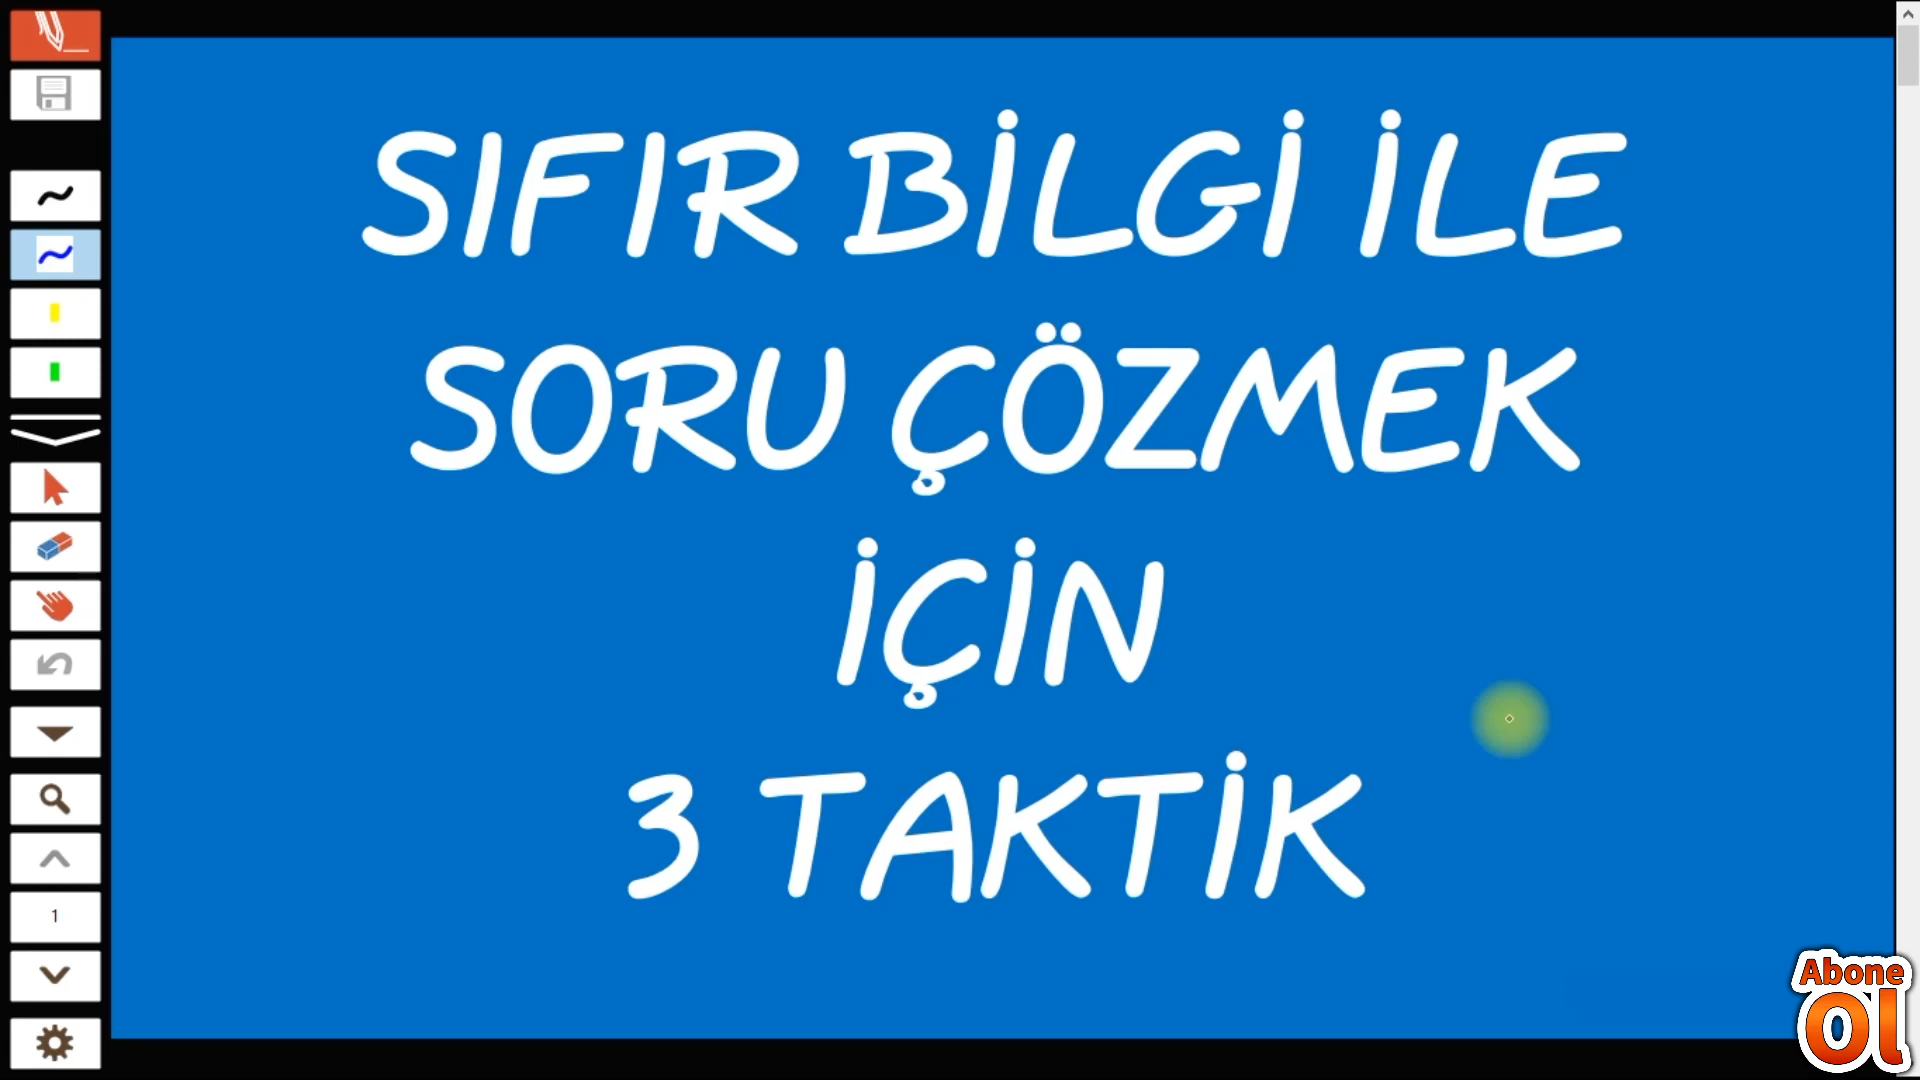 SIFIR BİLGİ İLE
SORU ÇÖZMEK
İÇİN
3 TAKTİK
1
Abone
Ol